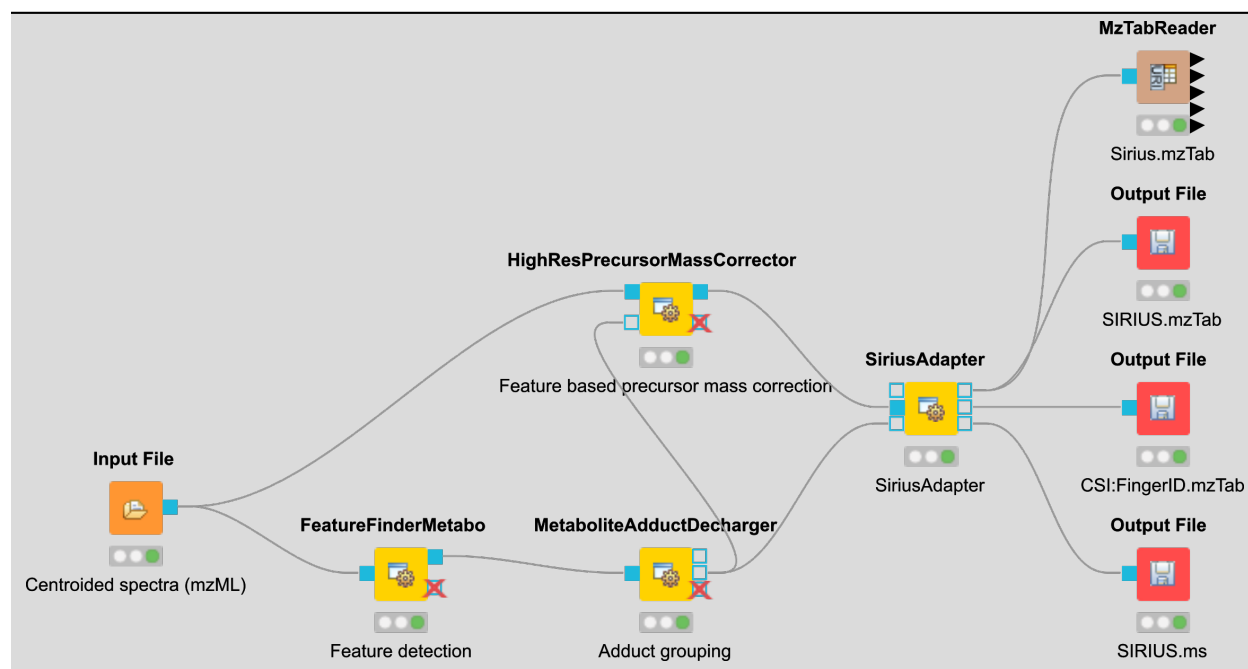 MzTabReader
URI
Sirius.mzTab
Output File
SIRIUS.mzTab
HighResPrecursorMassCorrector
Feature based precursor mass correction
SiriusAdapter
SiriusAdapter
Output File
CSI:FingerID.mzTab
Input File
Centroided spectra (mzML)
FeatureFinderMetabo
Feature detection
MetaboliteAdductDecharger
Adduct grouping
Output File
SIRIUS.ms